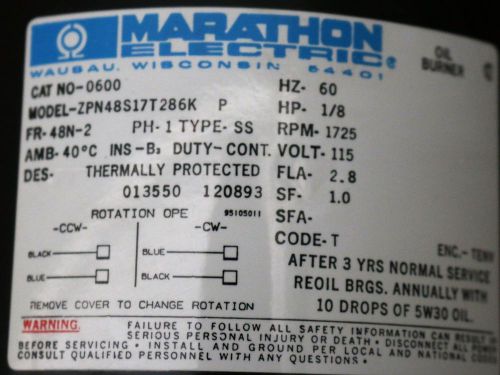 MARATHON
ELECTRIC®
WAUSAU, WISCONSIN 54401
OIL
BURNER
CAT NO-0600
HZ- 60
MODEL-ZPN48S17T286K P
HP- 1/8
FR-48N-2 PH-1 TYPE-SS
RPM-1725
AMB-40°C INS-B₂ DUTY-CONT.
VOLT-115
DES- THERMALLY PROTECTED
FLA- 2.8
013550 120893
SF- 1.0
ROTATION OPE 95105011
SFA-
-CCW- -CW-
CODE-T
BLACK BLUE
ENC.-TENV
BLUE BLACK
AFTER 3 YRS NORMAL SERVICE
REOIL BRGS. ANNUALLY WITH
10 DROPS OF 5W30 OIL.
REMOVE COVER TO CHANGE ROTATION
WARNING. FAILURE TO FOLLOW ALL SAFETY INFORMATION CAN RESULT IN
SERIOUS PERSONAL INJURY OR DEATH • DISCONNECT ALL POWER
BEFORE SERVICING • INSTALL AND GROUND PER LOCAL AND NATIONAL CODES
CONSULT QUALIFIED PERSONNEL WITH ANY QUESTIONS •